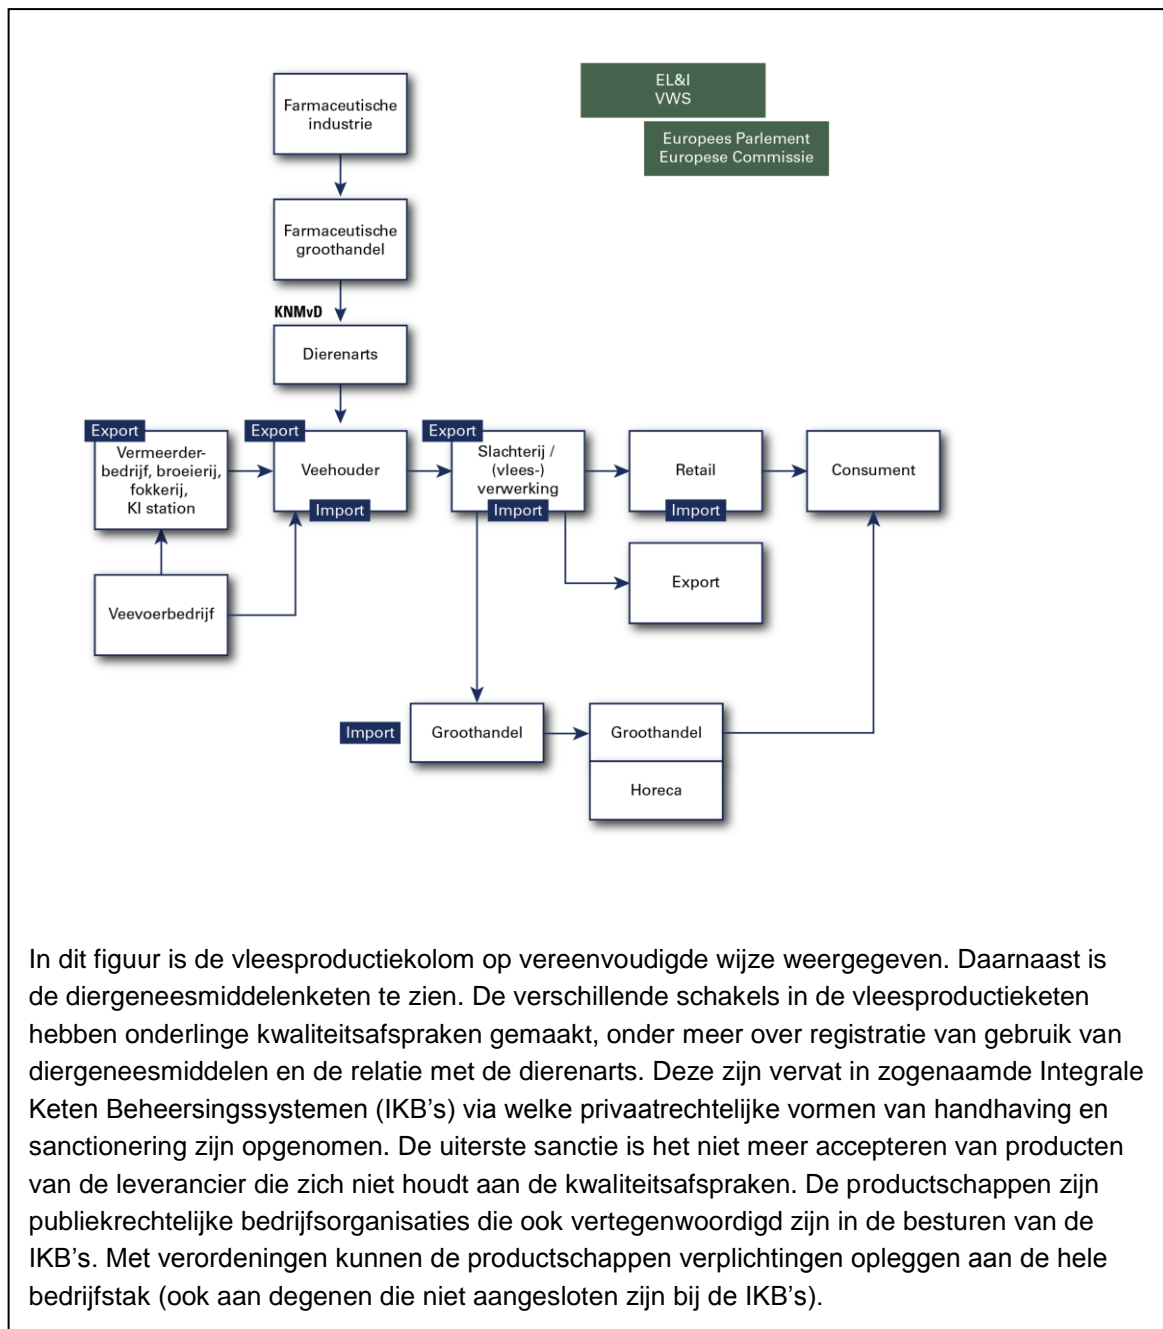 EL&I
VWS
Europees Parlement
Europese Commissie
Farmaceutische
industrie
Farmaceutische
groothandel
KNMvD
Dierenarts
Export
Vermeerder-
bedrijf, broeierij,
fokkerij,
KI station
Export
Veehouder
Import
Export
Slachterij /
(vlees-)
verwerking
Import
Retail
Import
Consument
Veevoerbedrijf
Export
Import
Groothandel
Groothandel
Horeca
In dit figuur is de vleesproductiekolom op vereenvoudigde wijze weergegeven. Daarnaast is
de diergeneesmiddelenketen te zien. De verschillende schakels in de vleesproductieketen
hebben onderlinge kwaliteitsafspraken gemaakt, onder meer over registratie van gebruik van
diergeneesmiddelen en de relatie met de dierenarts. Deze zijn vervat in zogenaamde Integrale
Keten Beheersingssystemen (IKB's) via welke privaatrechtelijke vormen van handhaving en
sanctionering zijn opgenomen. De uiterste sanctie is het niet meer accepteren van producten
van de leverancier die zich niet houdt aan de kwaliteitsafspraken. De productschappen zijn
publiekrechtelijke bedrijfsorganisaties die ook vertegenwoordigd zijn in de besturen van de
IKB's. Met verordeningen kunnen de productschappen verplichtingen opleggen aan de hele
bedrijfstak (ook aan degenen die niet aangesloten zijn bij de IKB's).